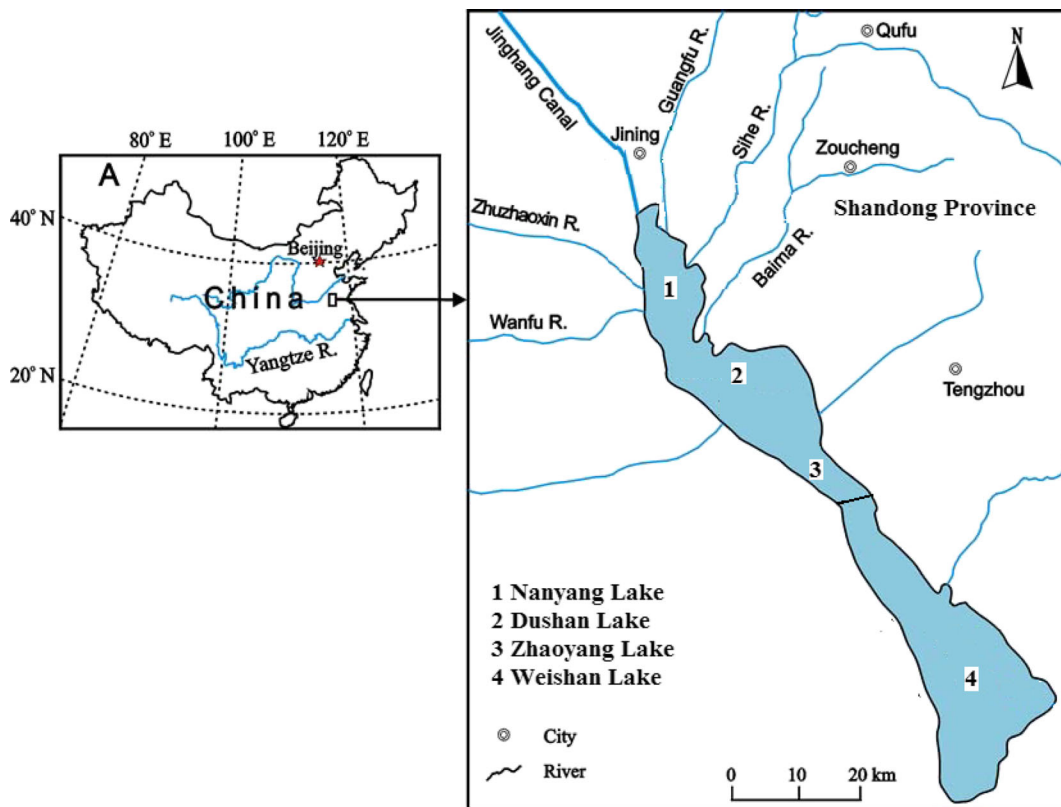 A
80° E
100° E
120° E
40° N
20° N
Beijing
China
Yangtze R.
N
Jinghang Canal
Guangfu R.
Qufu
Jining
Sihe R.
Zoucheng
Zhuzhaoxin R.
Shandong Province
Baima R.
1
Wanfu R.
2
Tengzhou
3
4
1 Nanyang Lake
2 Dushan Lake
3 Zhaoyang Lake
4 Weishan Lake
City
River
0 10 20 km